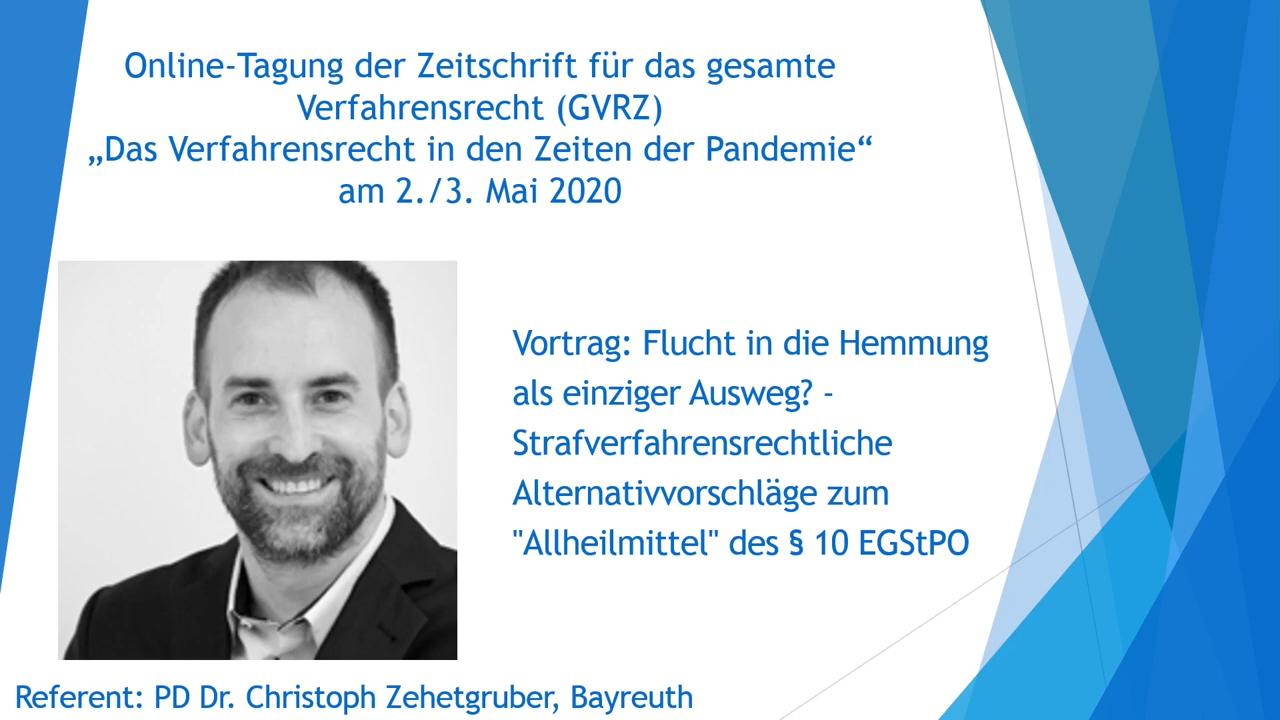 Online-Tagung der Zeitschrift für das gesamte
Verfahrensrecht (GVRZ)
„Das Verfahrensrecht in den Zeiten der Pandemie“
am 2./3. Mai 2020
Vortrag: Flucht in die Hemmung
als einziger Ausweg? -
Strafverfahrensrechtliche
Alternativvorschläge zum
"Allheilmittel" des § 10 EGStPO
Referent: PD Dr. Christoph Zehetgruber, Bayreuth